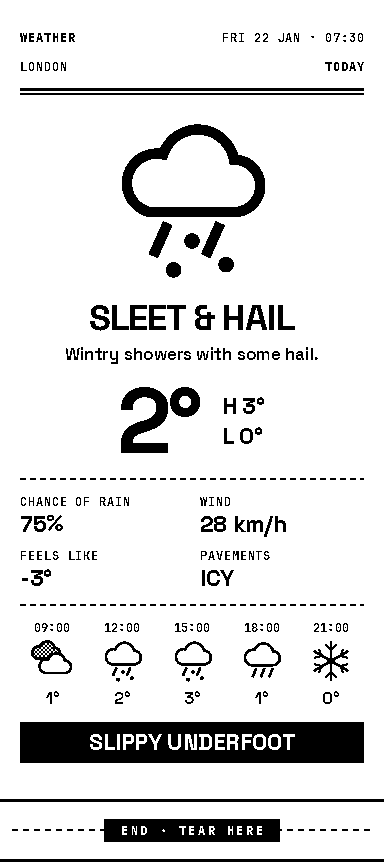 WEATHER FRI 22 JAN · 07:30
LONDON TODAY
SLEET & HAIL
Wintry showers with some hail.
2° H 3°
L 0°
CHANCE OF RAIN WIND
75% 28 km/h
FEELS LIKE PAVEMENTS
-3° ICY
09:00 12:00 15:00 18:00 21:00
1° 2° 3° 1° 0°
SLIPPY UNDERFOOT
END · TEAR HERE